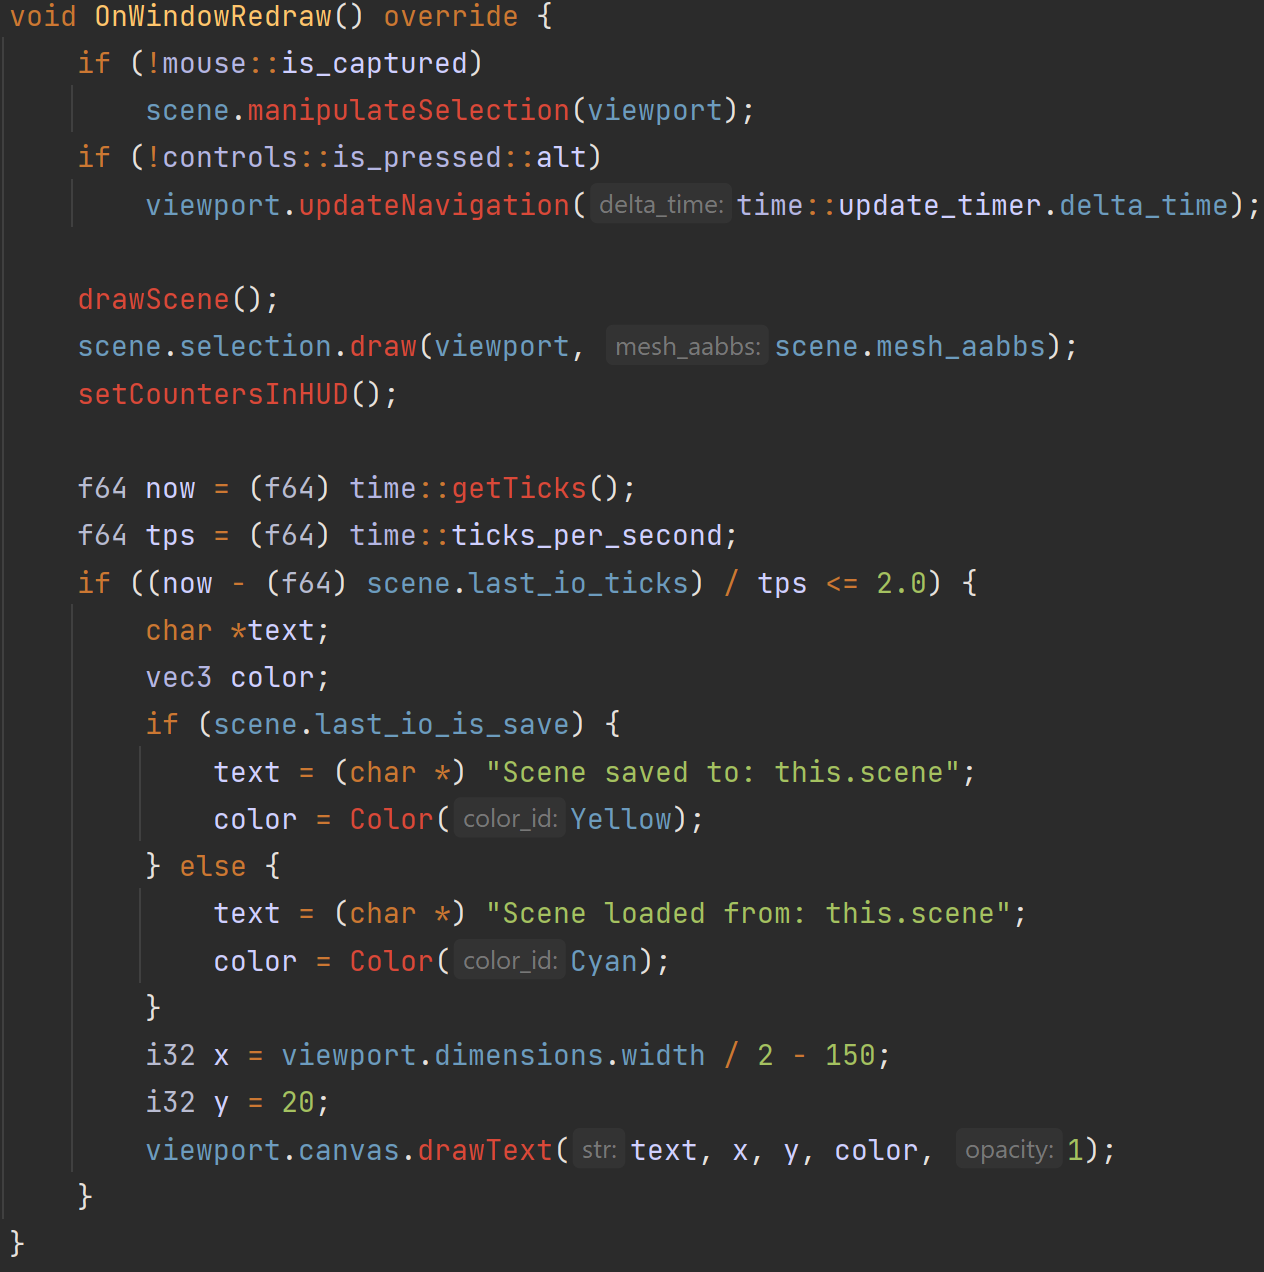 void OnWindowRedraw() override {
    if (!mouse::is_captured)
        scene.manipulateSelection(viewport);
    if (!controls::is_pressed::alt)
        viewport.updateNavigation( delta_time: time::update_timer.delta_time);

    drawScene();
    scene.selection.draw(viewport, mesh_aabbs: scene.mesh_aabbs);
    setCountersInHUD();

    f64 now = (f64) time::getTicks();
    f64 tps = (f64) time::ticks_per_second;
    if ((now - (f64) scene.last_io_ticks) / tps <= 2.0) {
        char *text;
        vec3 color;
        if (scene.last_io_is_save) {
            text = (char *) "Scene saved to: this.scene";
            color = Color( color_id: Yellow);
        } else {
            text = (char *) "Scene loaded from: this.scene";
            color = Color( color_id: Cyan);
        }
        i32 x = viewport.dimensions.width / 2 - 150;
        i32 y = 20;
        viewport.canvas.drawText( str: text, x, y, color, opacity: 1);
    }
}